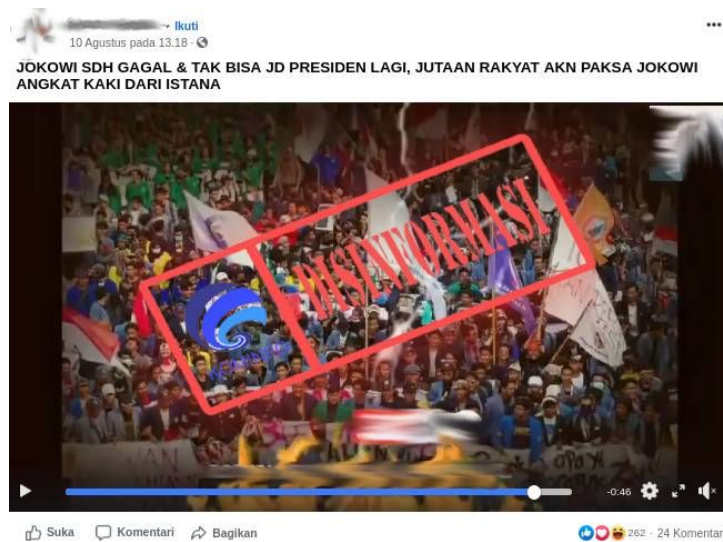 Ikuti
10 Agustus pada 13.18
JOKOWI SDH GAGAL & TAK BISA JD PRESIDEN LAGI, JUTAAN RAKYAT AKN PAKSA JOKOWI
ANGKAT KAKI DARI ISTANA
DISINFORMASI
-0:46
Suka
Komentari
Bagikan
262 · 24 Komentar